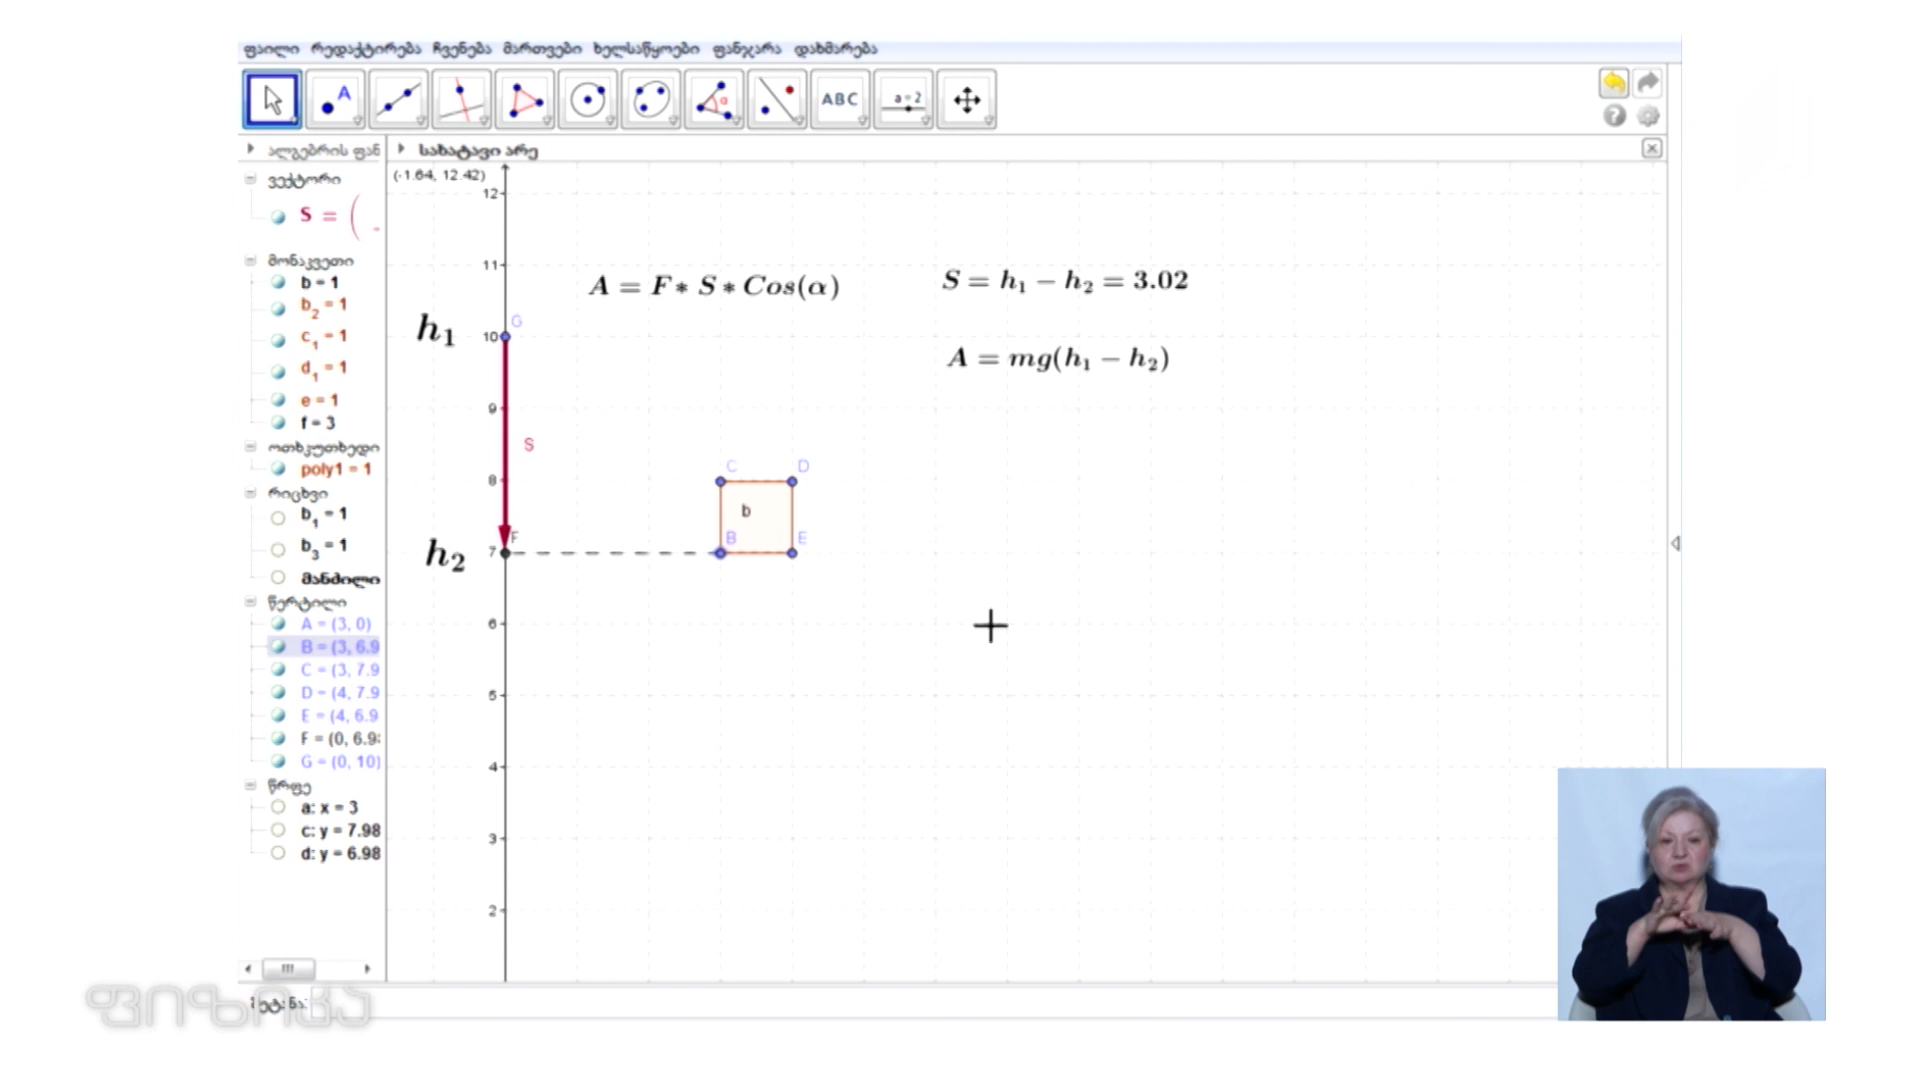 ფაილი რედაქტირება ჩვენება მართვები ხელსაწყოები ფანჯარა დახმარება
A
α
ABC
a = 2
?
ალგებრის ფან
სახატავი არე
ვექტორი
S = (
მონაკვეთი
b = 1
b₂ = 1
c₁ = 1
d₁ = 1
e = 1
f = 3
ოთხკუთხედი
poly1 = 1
რიცხვი
b₁ = 1
b₃ = 1
მანძილი
წერტილი
A = (3, 0)
B = (3, 6.9
C = (3, 7.9
D = (4, 7.9
E = (4, 6.9
F = (0, 6.98
G = (0, 10)
წრფე
a: x = 3
c: y = 7.98
d: y = 6.98
(-1.64, 12.42)
12
11
A = F * S * Cos(α)
S = h₁ − h₂ = 3.02
h₁
10
G
A = mg(h₁ − h₂)
9
S
8
C
D
b
h₂
7
F
B
E
6
5
4
3
2
ფიზიკა